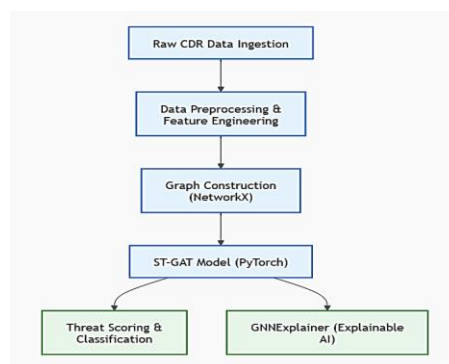 Raw CDR Data Ingestion
Data Preprocessing &
Feature Engineering
Graph Construction
(NetworkX)
ST-GAT Model (PyTorch)
Threat Scoring &
Classification
GNNExplainer (Explainable
AI)